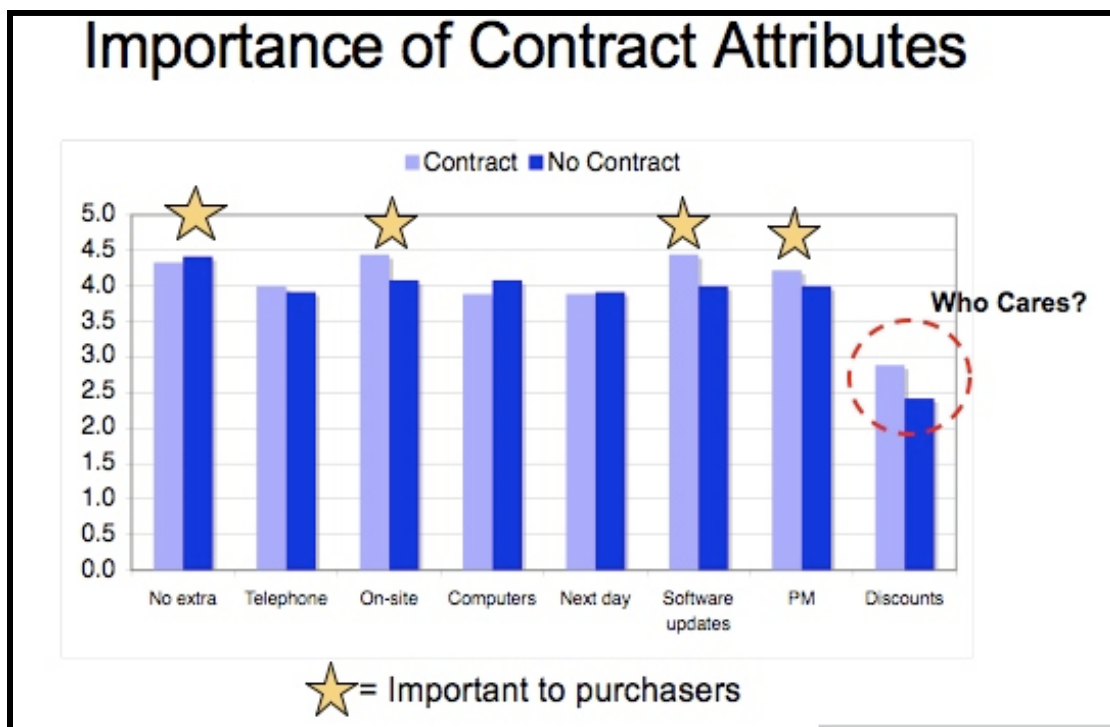 Importance of Contract Attributes
Contract No Contract
5.0
4.5
4.0
3.5
3.0
2.5
2.0
1.5
1.0
0.5
0.0
Who Cares?
No extra Telephone On-site Computers Next day Software updates PM Discounts
= Important to purchasers